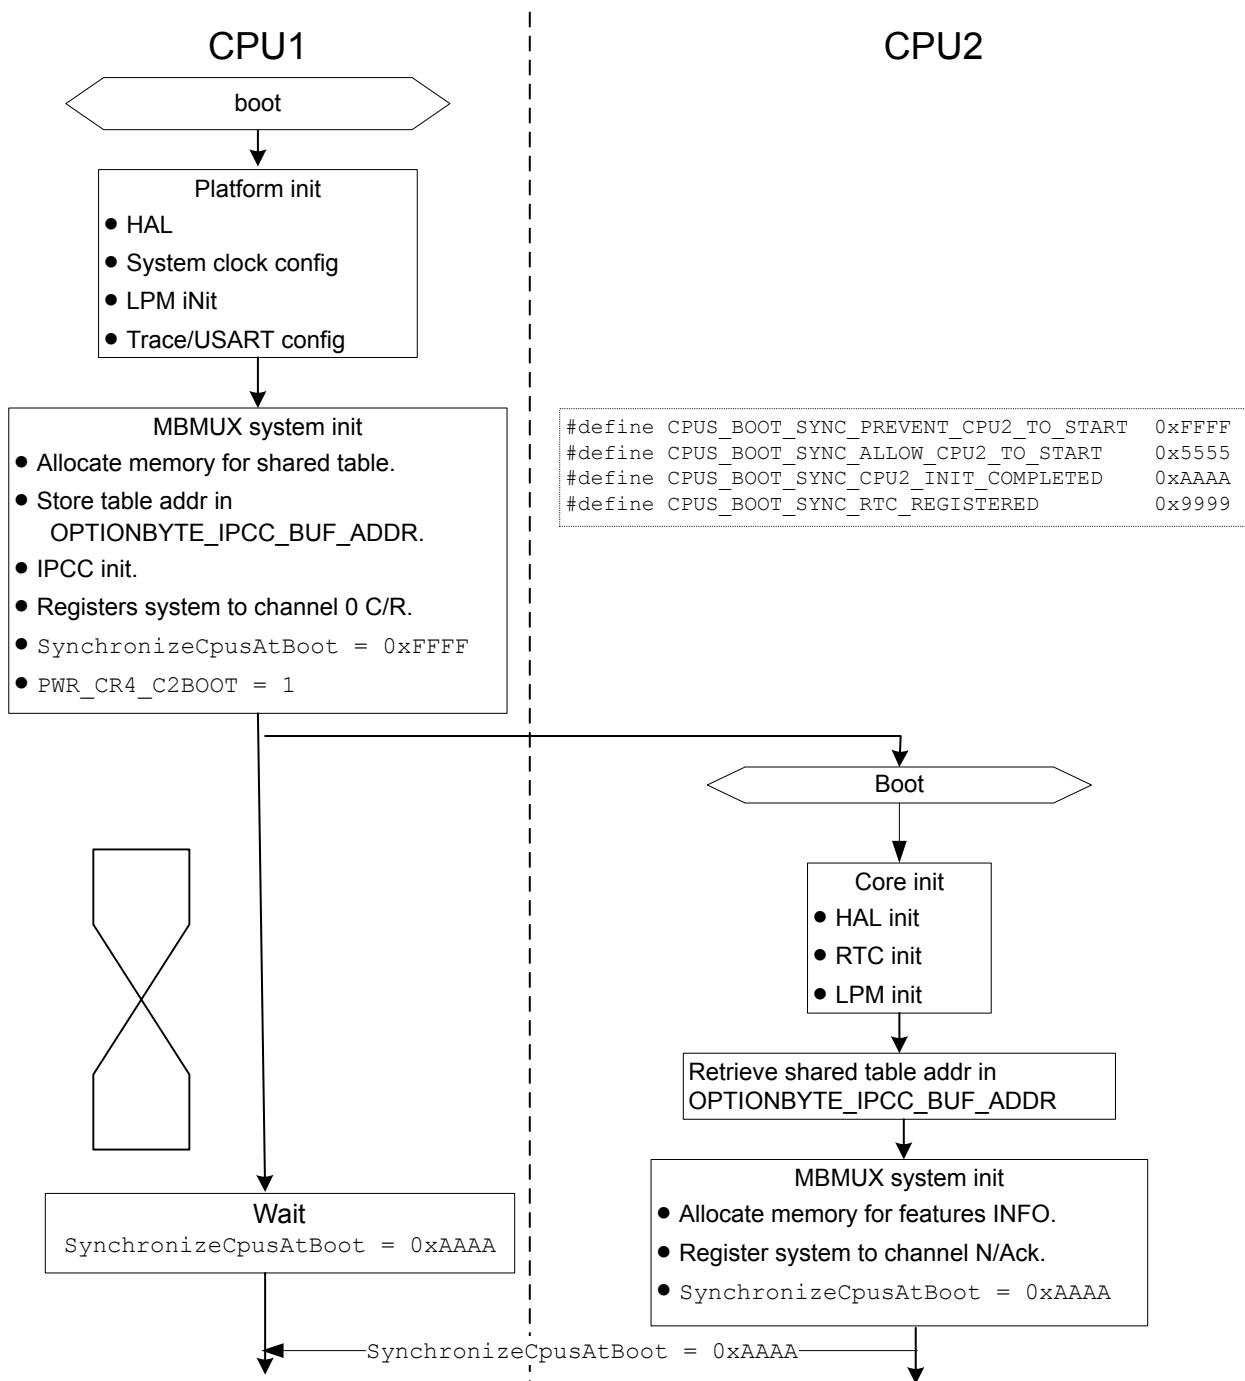 CPU1
CPU2
boot
Platform init
● HAL
● System clock config
● LPM iNit
● Trace/USART config
MBMUX system init
● Allocate memory for shared table.
● Store table addr in
OPTIONBYTE_IPCC_BUF_ADDR.
● IPCC init.
● Registers system to channel 0 C/R.
● SynchronizeCpusAtBoot = 0xFFFF
● PWR_CR4_C2BOOT = 1
#define CPUS_BOOT_SYNC_PREVENT_CPU2_TO_START 0xFFFF
#define CPUS_BOOT_SYNC_ALLOW_CPU2_TO_START 0x5555
#define CPUS_BOOT_SYNC_CPU2_INIT_COMPLETED 0xAAAA
#define CPUS_BOOT_SYNC_RTC_REGISTERED 0x9999
Boot
Core init
● HAL init
● RTC init
● LPM init
Retrieve shared table addr in
OPTIONBYTE_IPCC_BUF_ADDR
MBMUX system init
● Allocate memory for features INFO.
● Register system to channel N/Ack.
● SynchronizeCpusAtBoot = 0xAAAA
Wait
SynchronizeCpusAtBoot = 0xAAAA
SynchronizeCpusAtBoot = 0xAAAA